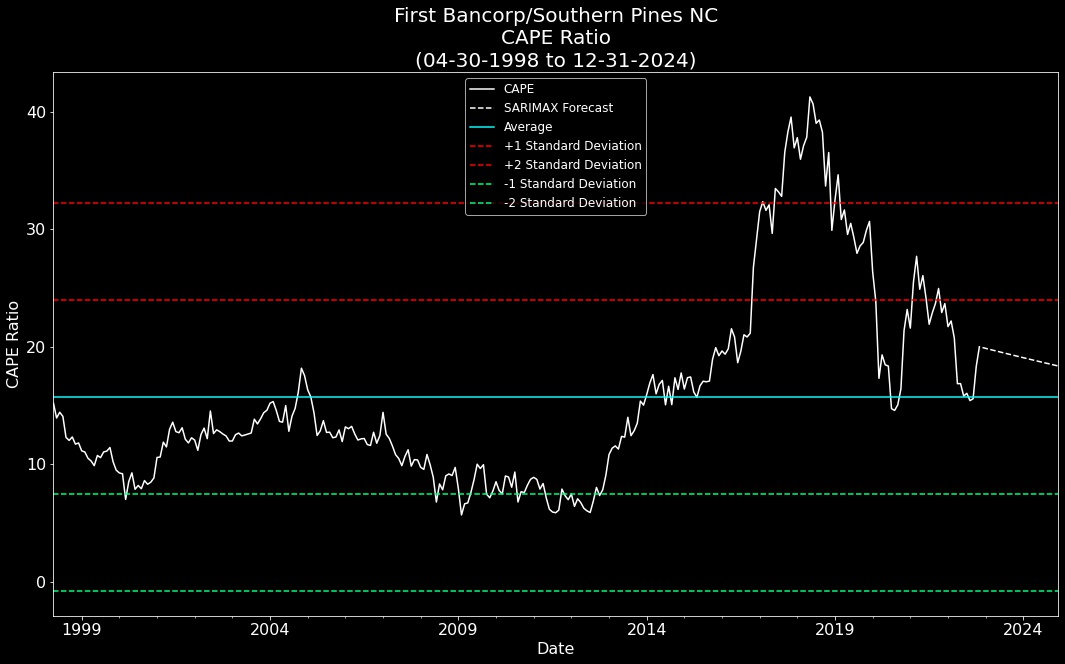 First Bancorp/Southern Pines NC
CAPE Ratio
(04-30-1998 to 12-31-2024)
CAPE
SARIMAX Forecast
Average
+1 Standard Deviation
+2 Standard Deviation
-1 Standard Deviation
-2 Standard Deviation
CAPE Ratio
40
30
20
10
0
1999 2004 2009 2014 2019 2024
Date